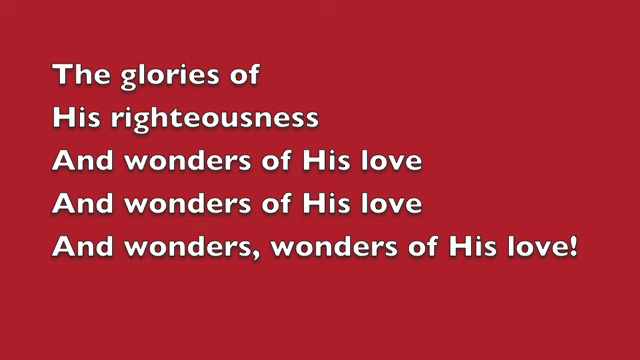 The glories of
His righteousness
And wonders of His love
And wonders of His love
And wonders, wonders of His love!